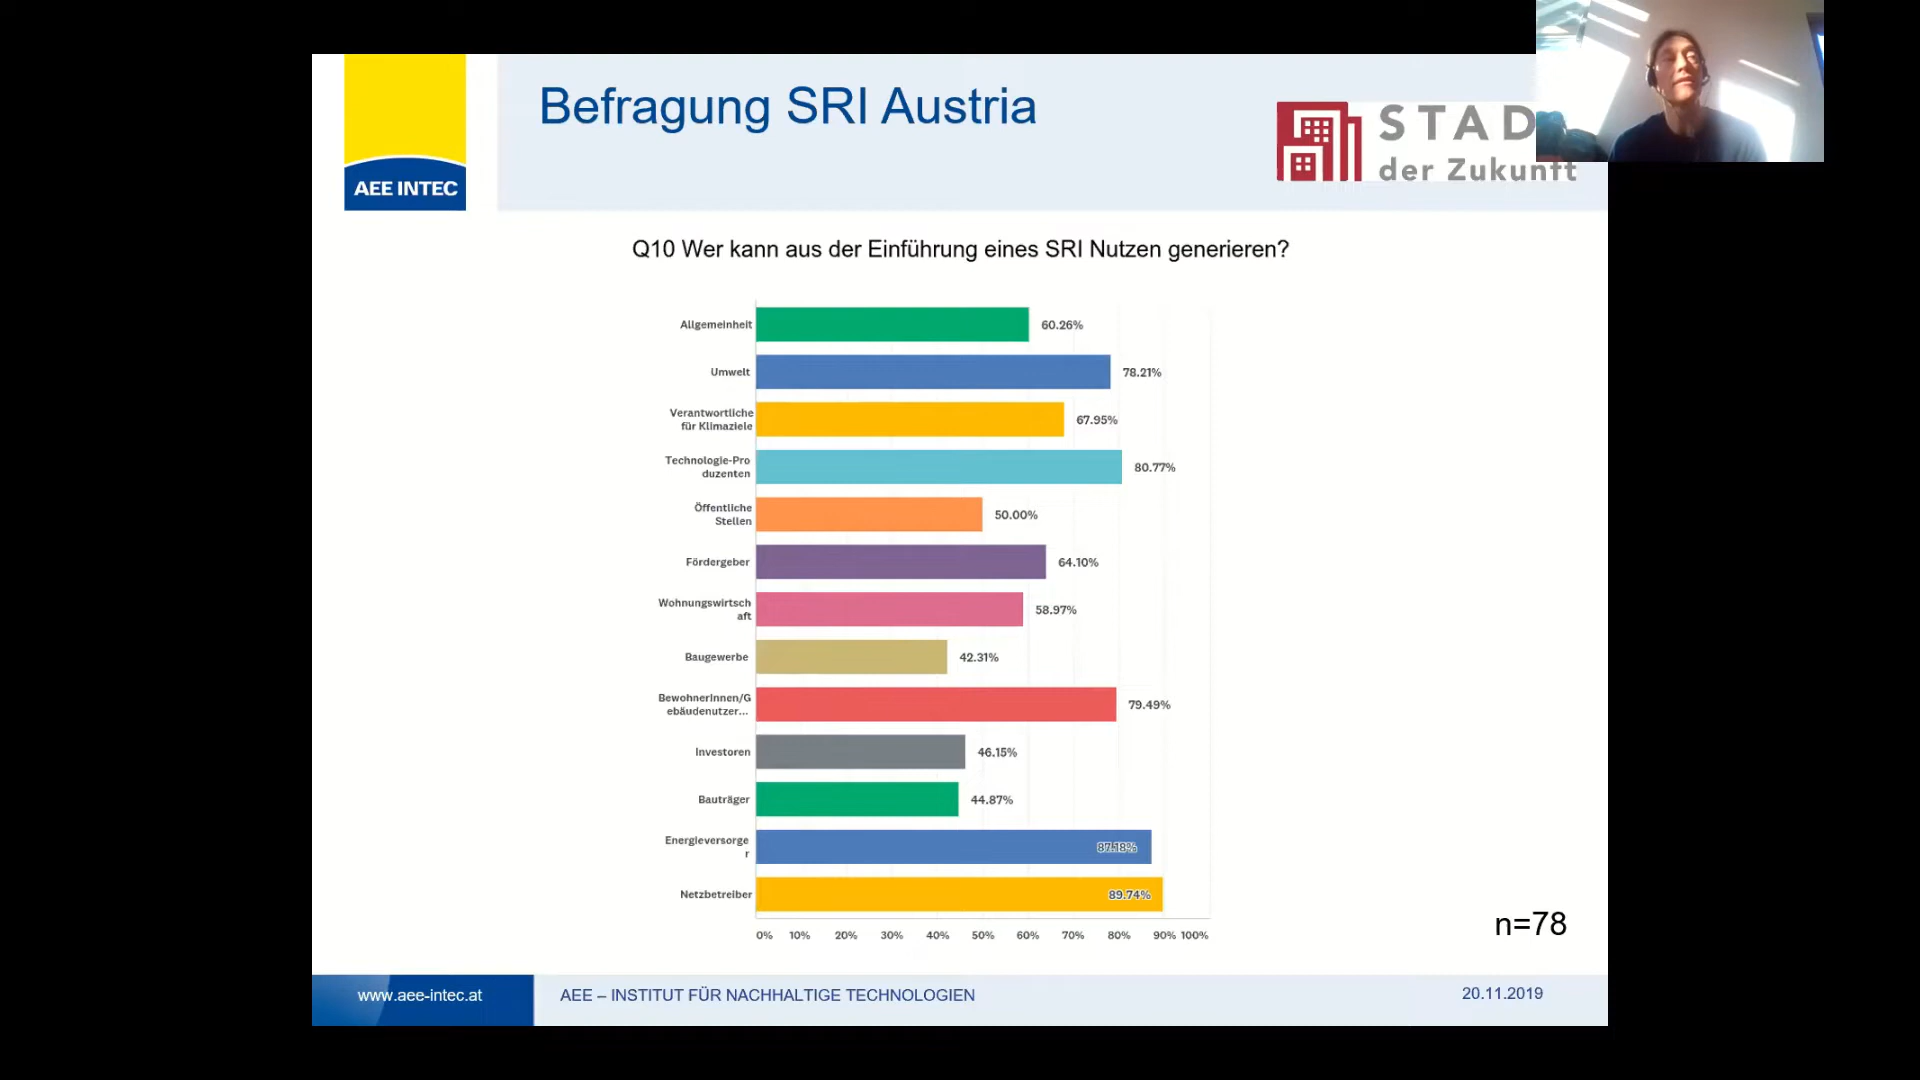 Befragung SRI Austria
AEE INTEC
STAD
der Zukunft
Q10 Wer kann aus der Einführung eines SRI Nutzen generieren?
Allgemeinheit 60.26%
Umwelt 78.21%
Verantwortliche
für Klimaziele 67.95%
Technologie-Pro
duzenten 80.77%
Öffentliche
Stellen 50.00%
Fördergeber 64.10%
Wohnungswirtsch
aft 58.97%
Baugewerbe 42.31%
BewohnerInnen/G
ebäudenutzer... 79.49%
Investoren 46.15%
Bauträger 44.87%
Energieversorge
r 87.18%
Netzbetreiber 89.74%
0% 10% 20% 30% 40% 50% 60% 70% 80% 90% 100%
n=78
www.aee-intec.at
AEE – INSTITUT FÜR NACHHALTIGE TECHNOLOGIEN
20.11.2019